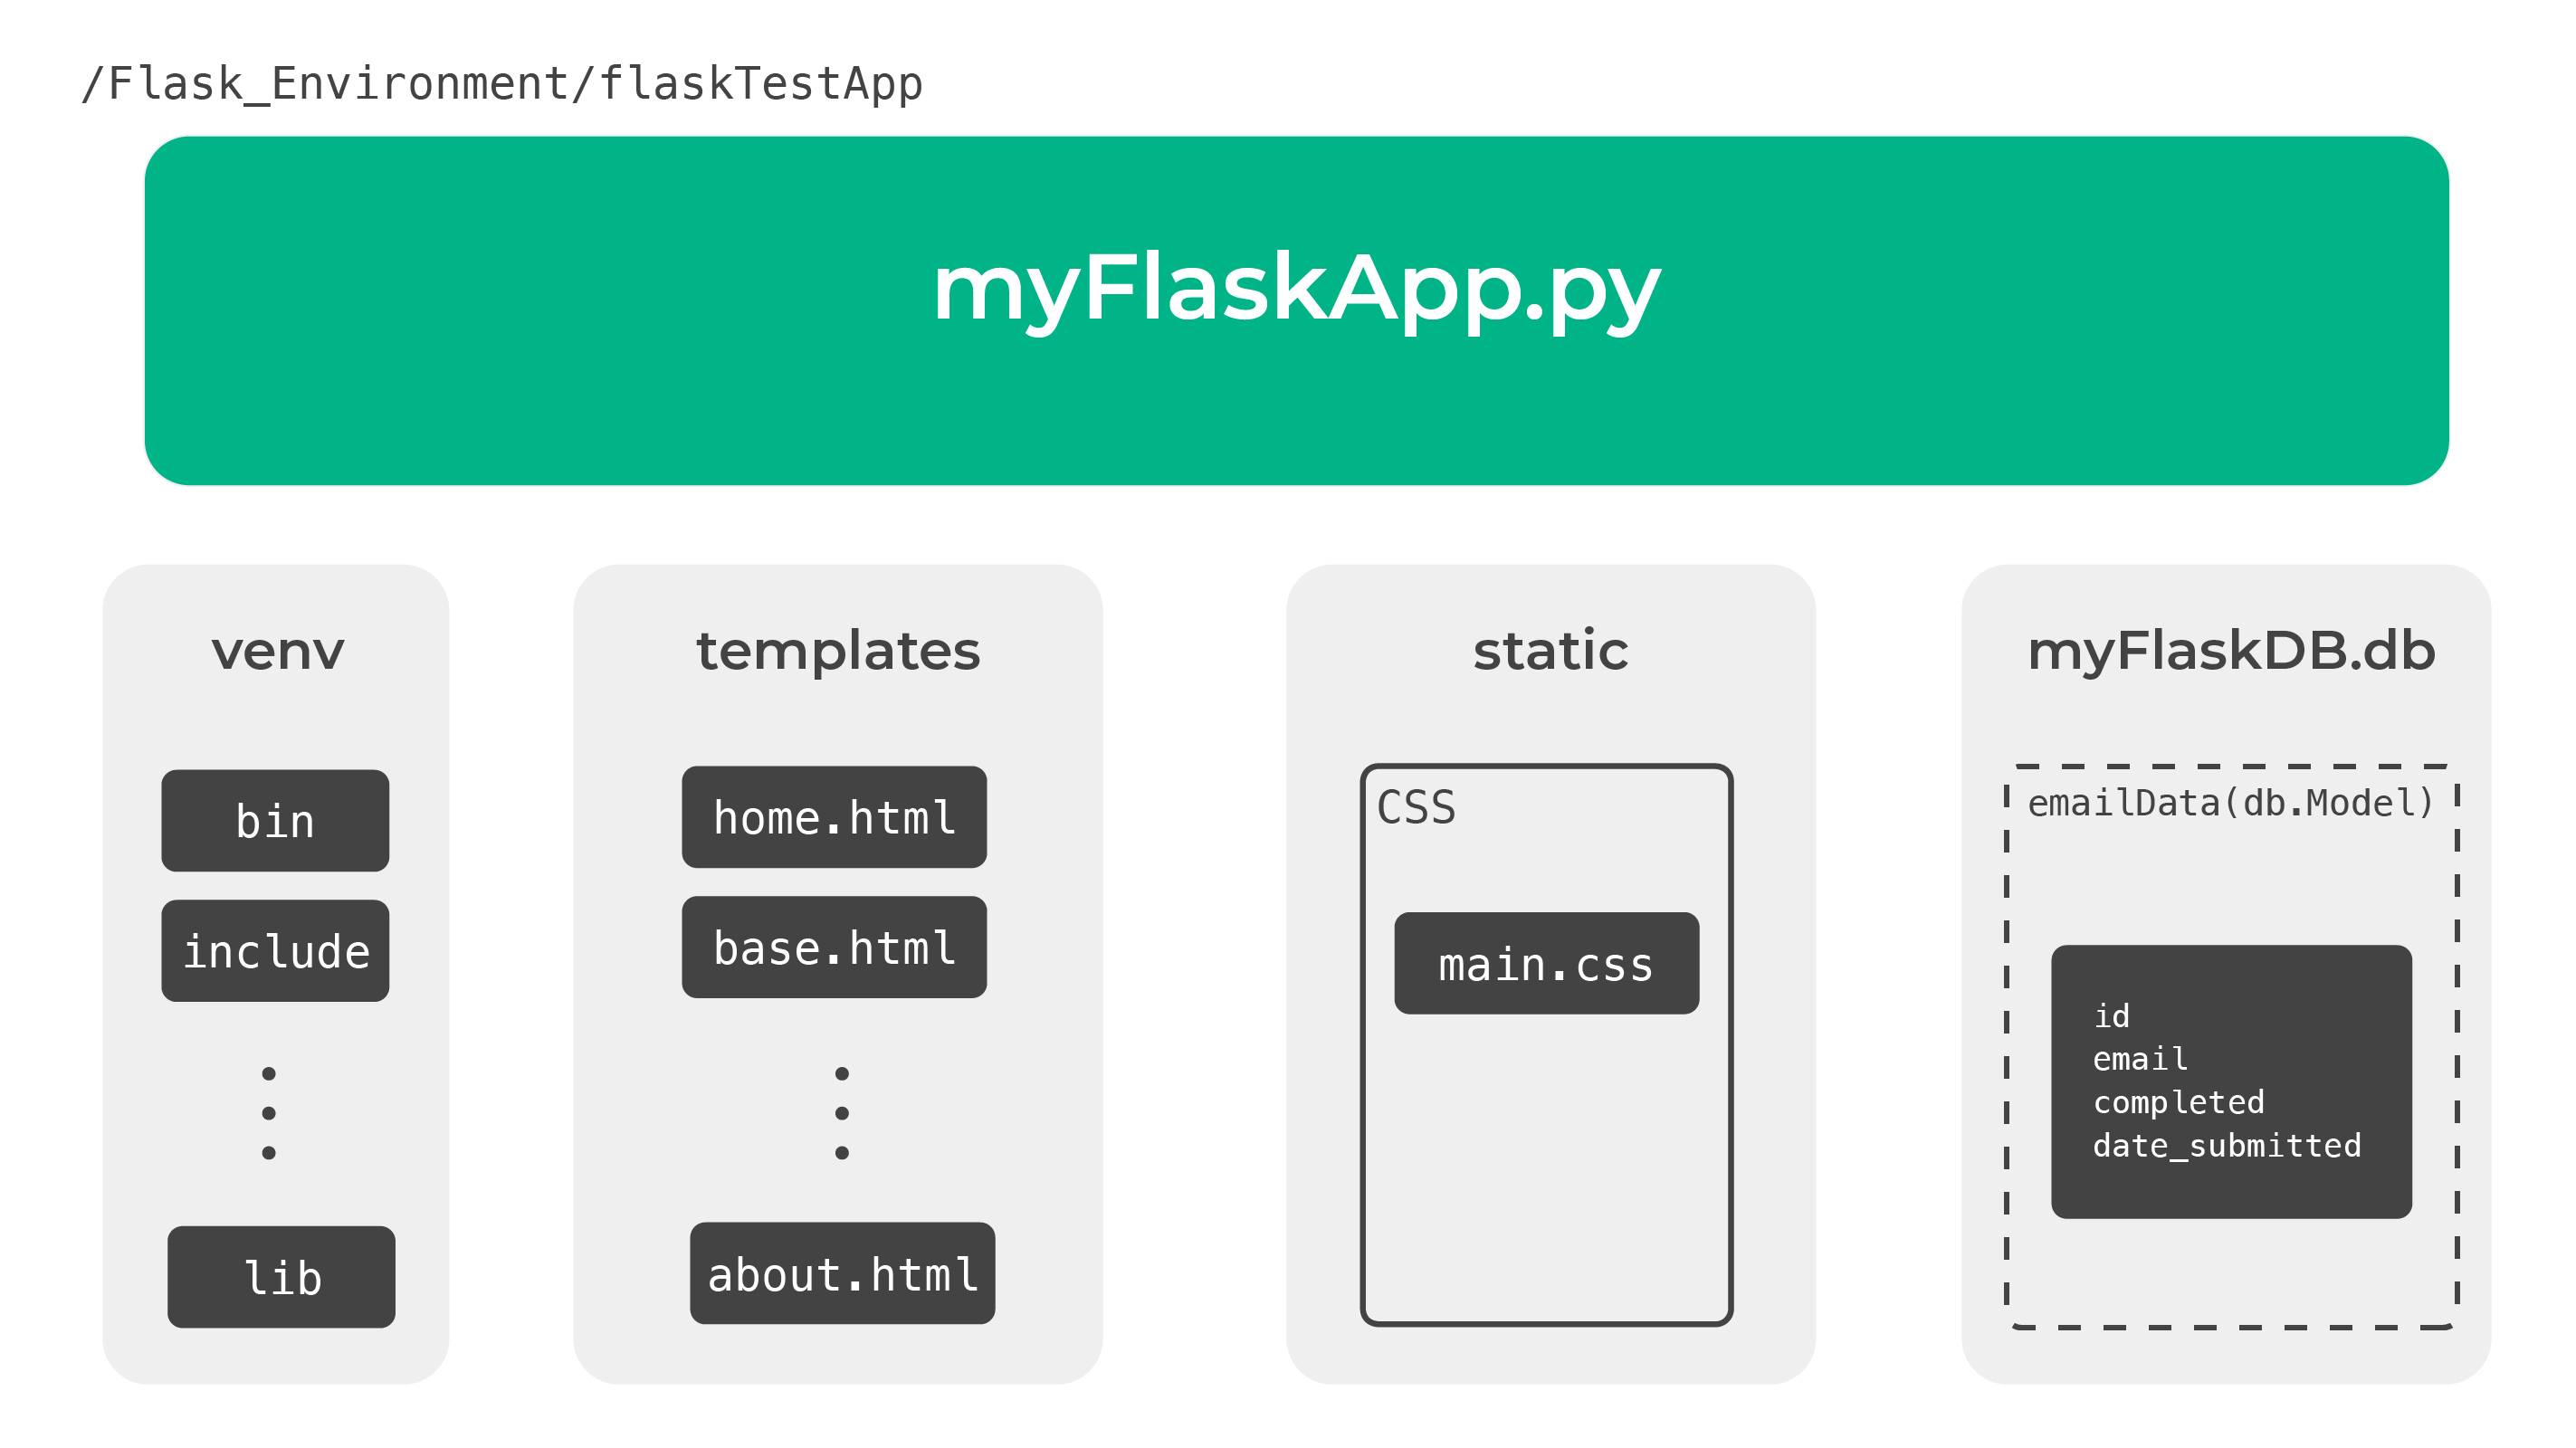 /Flask_Environment/flaskTestApp
myFlaskApp.py
venv
bin
include
lib
templates
home.html
base.html
about.html
static
CSS
main.css
myFlaskDB.db
emailData(db.Model)
id
email
completed
date_submitted